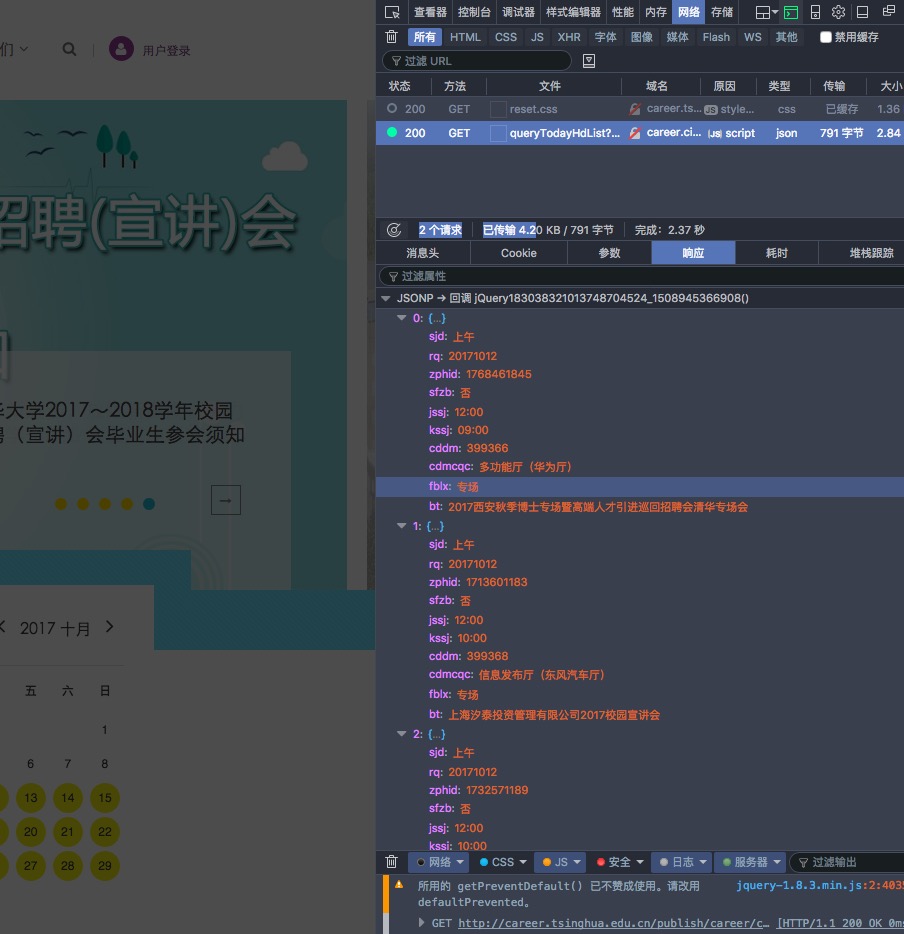 们
用户登录
招聘(宣讲)会
华大学2017～2018学年校园
聘（宣讲）会毕业生参会须知
→
2017 十月
五 六 日
1
6 7 8
13 14 15
20 21 22
27 28 29
查看器 控制台 调试器 样式编辑器 性能 内存 网络 存储
所有 HTML CSS JS XHR 字体 图像 媒体 Flash WS 其他 禁用缓存
过滤 URL
状态 方法 文件 域名 原因 类型 传输 大小
200 GET reset.css career.ts... JS style... css 已缓存 1.36
200 GET queryTodayHdList?... career.ci... JS script json 791 字节 2.84
2 个请求 已传输 4.20 KB / 791 字节 完成：2.37 秒
消息头 Cookie 参数 响应 耗时 堆栈跟踪
过滤属性
JSONP → 回调 jQuery183038321013748704524_1508945366908()
0: {...}
sjd: 上午
rq: 20171012
zphid: 1768461845
sfzb: 否
jssj: 12:00
kssj: 09:00
cddm: 399366
cdmcqc: 多功能厅（华为厅）
fblx: 专场
bt: 2017西安秋季博士专场暨高端人才引进巡回招聘会清华专场会
1: {...}
sjd: 上午
rq: 20171012
zphid: 1713601183
sfzb: 否
jssj: 12:00
kssj: 10:00
cddm: 399368
cdmcqc: 信息发布厅（东风汽车厅）
fblx: 专场
bt: 上海汐泰投资管理有限公司2017校园宣讲会
2: {...}
sjd: 上午
rq: 20171012
zphid: 1732571189
sfzb: 否
jssj: 12:00
kssj: 10:00
网络 CSS JS 安全 日志 服务器 过滤输出
所用的 getPreventDefault() 已不赞成使用。请改用 jquery-1.8.3.min.js:2:4035
defaultPrevented。
GET http://career.tsinghua.edu.cn/publish/career/c… [HTTP/1.1 200 OK 0ms